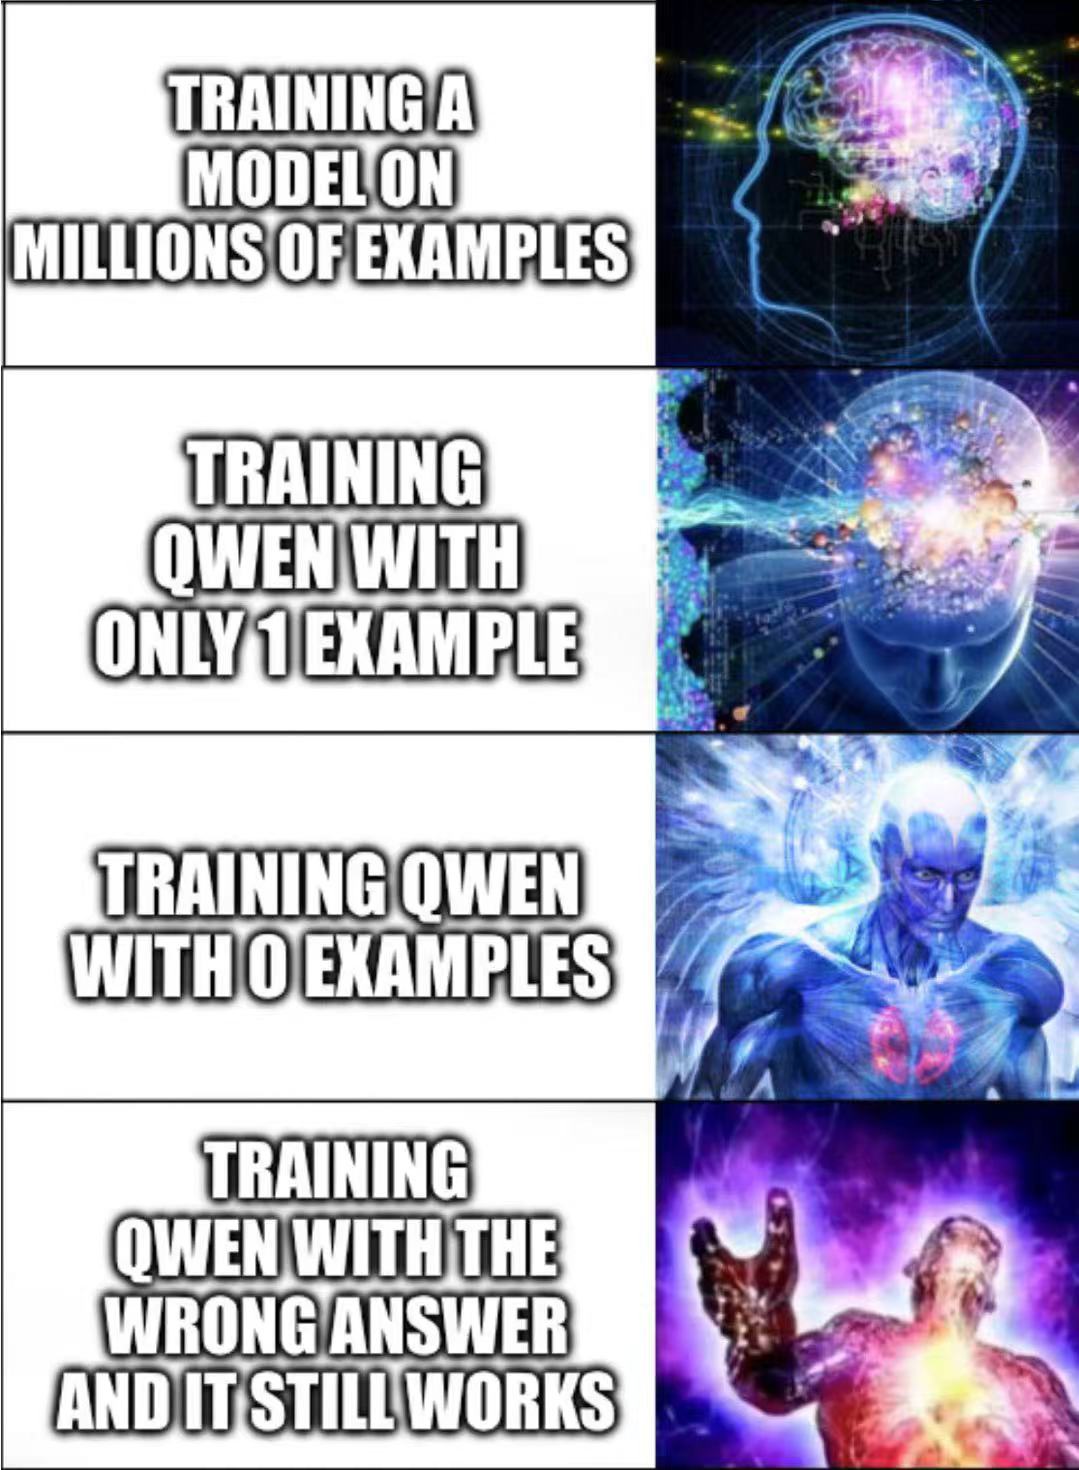 TRAINING A
MODEL ON
MILLIONS OF EXAMPLES
TRAINING
QWEN WITH
ONLY 1 EXAMPLE
TRAINING QWEN
WITH 0 EXAMPLES
TRAINING
QWEN WITH THE
WRONG ANSWER
AND IT STILL WORKS